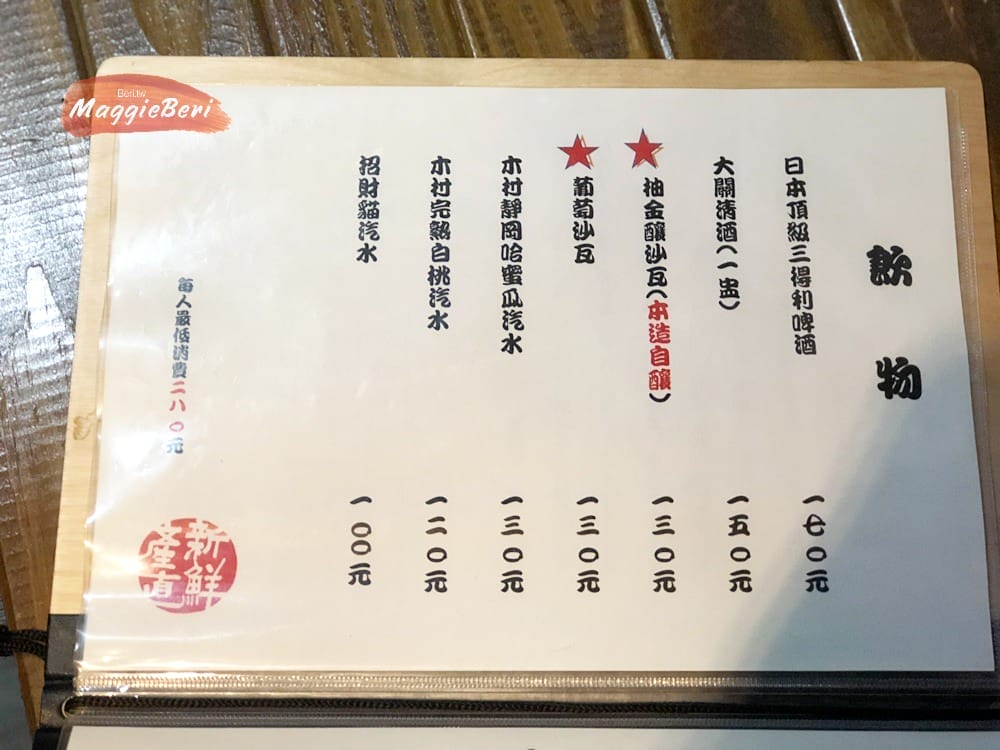 Beri.tw
MaggieBeri
飲物
日本頂級三得利啤酒 一七〇元
大關清酒(一盅) 一五〇元
柚金釀沙瓦(本造自釀) 一三〇元
葡萄沙瓦 一三〇元
木村靜岡哈蜜瓜汽水 一三〇元
木村完熟白桃汽水 一二〇元
招財貓汽水 一〇〇元
每人最低消費二八〇元
新鮮
產直